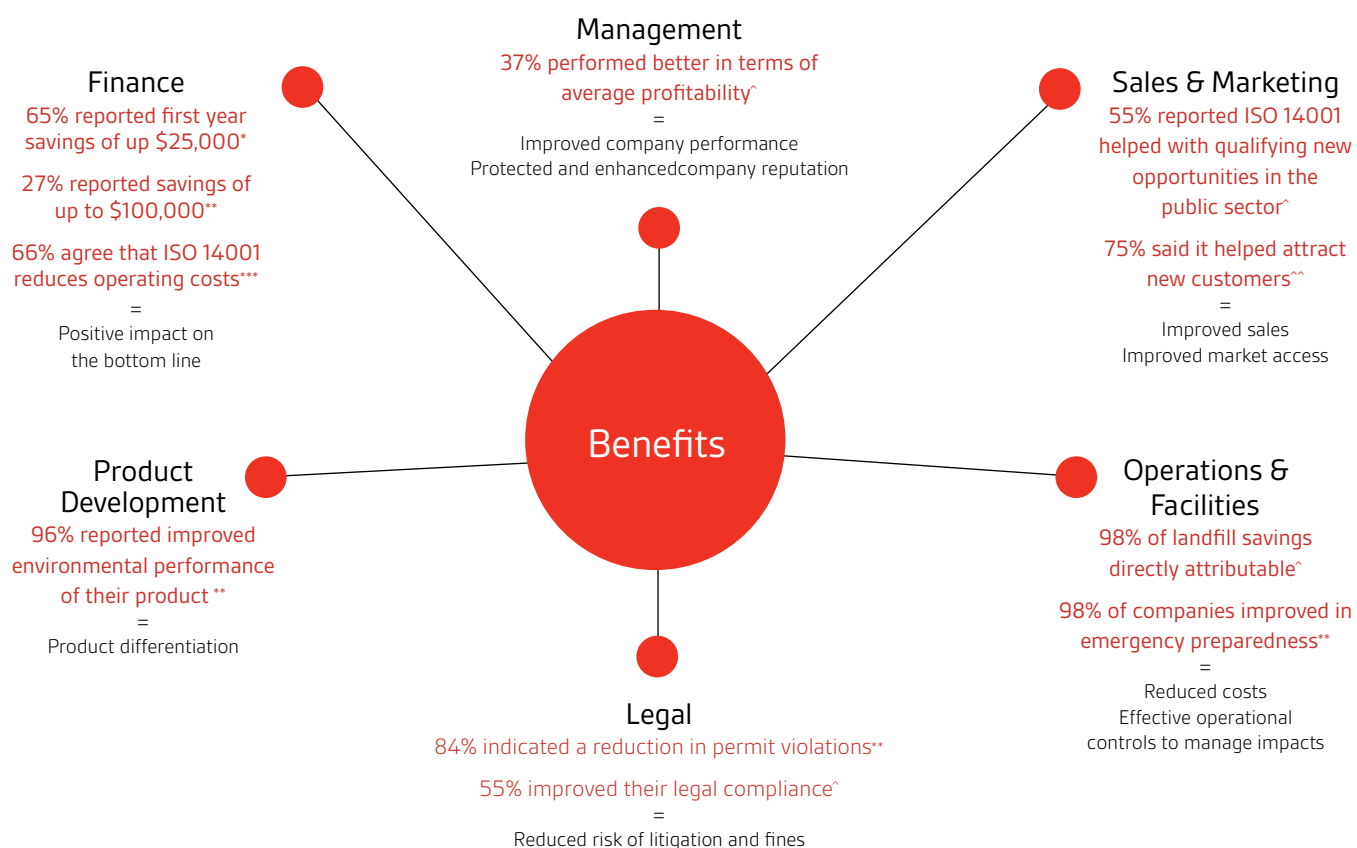 Management
37% performed better in terms of
average profitability^
=
Improved company performance
Protected and enhancedcompany reputation
Finance
65% reported first year
savings of up $25,000*
27% reported savings of
up to $100,000**
66% agree that ISO 14001
reduces operating costs***
=
Positive impact on
the bottom line
Sales & Marketing
55% reported ISO 14001
helped with qualifying new
opportunities in the
public sector^
75% said it helped attract
new customers^^
=
Improved sales
Improved market access
Benefits
Product
Development
96% reported improved
environmental performance
of their product **
=
Product differentiation
Operations &
Facilities
98% of landfill savings
directly attributable^
98% of companies improved in
emergency preparedness**
=
Reduced costs
Effective operational
controls to manage impacts
Legal
84% indicated a reduction in permit violations**
55% improved their legal compliance^
=
Reduced risk of litigation and fines